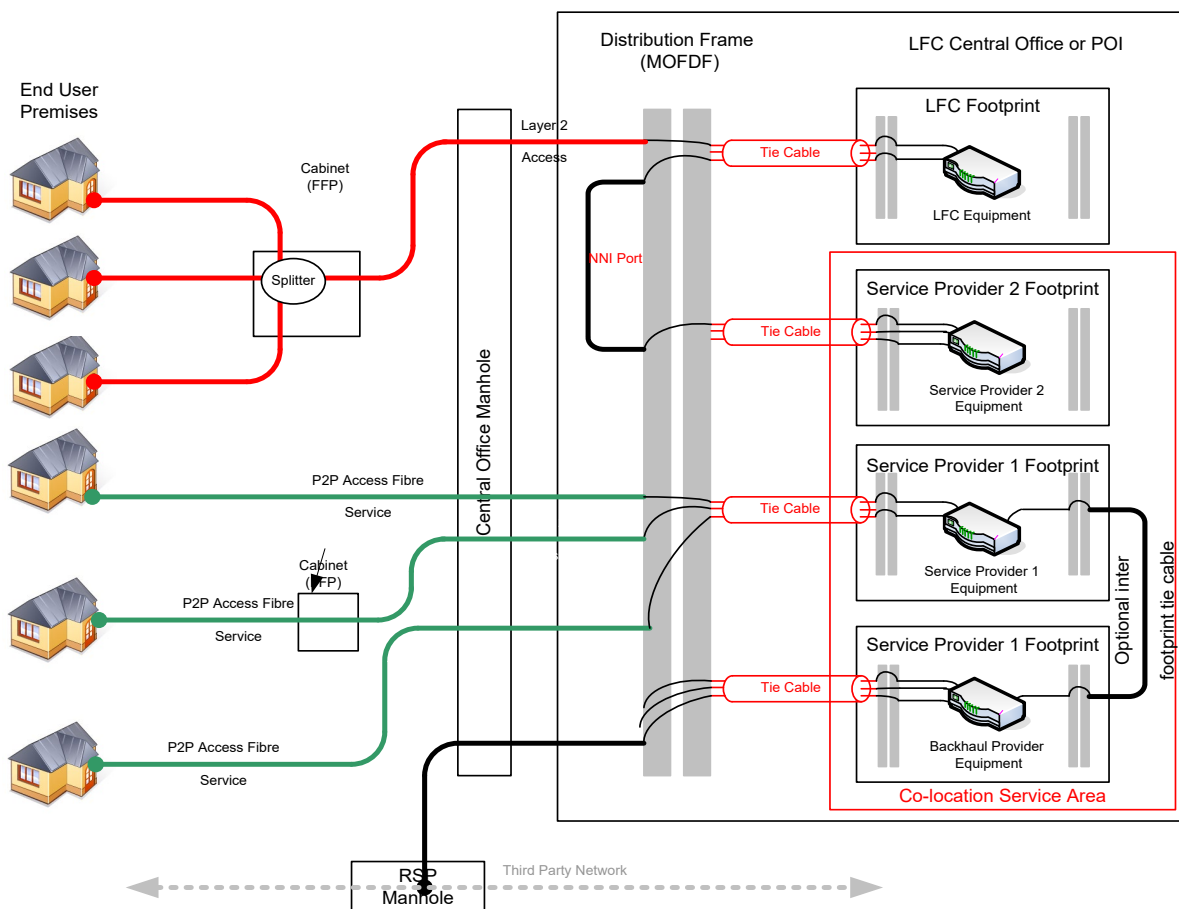 Distribution Frame
(MOFDF)
LFC Central Office or POI
End User
Premises
LFC Footprint
Layer 2
Access
Tie Cable
Cabinet
(FFP)
LFC Equipment
NNI Port
Splitter
Service Provider 2 Footprint
Tie Cable
Service Provider 2
Equipment
Central Office Manhole
P2P Access Fibre
Service
Service Provider 1 Footprint
Tie Cable
Service Provider 1
Equipment
Cabinet
(FFP)
P2P Access Fibre
Service
Optional inter
footprint tie cable
Service Provider 1 Footprint
Tie Cable
P2P Access Fibre
Service
Backhaul Provider
Equipment
Co-location Service Area
Third Party Network
RSP
Manhole